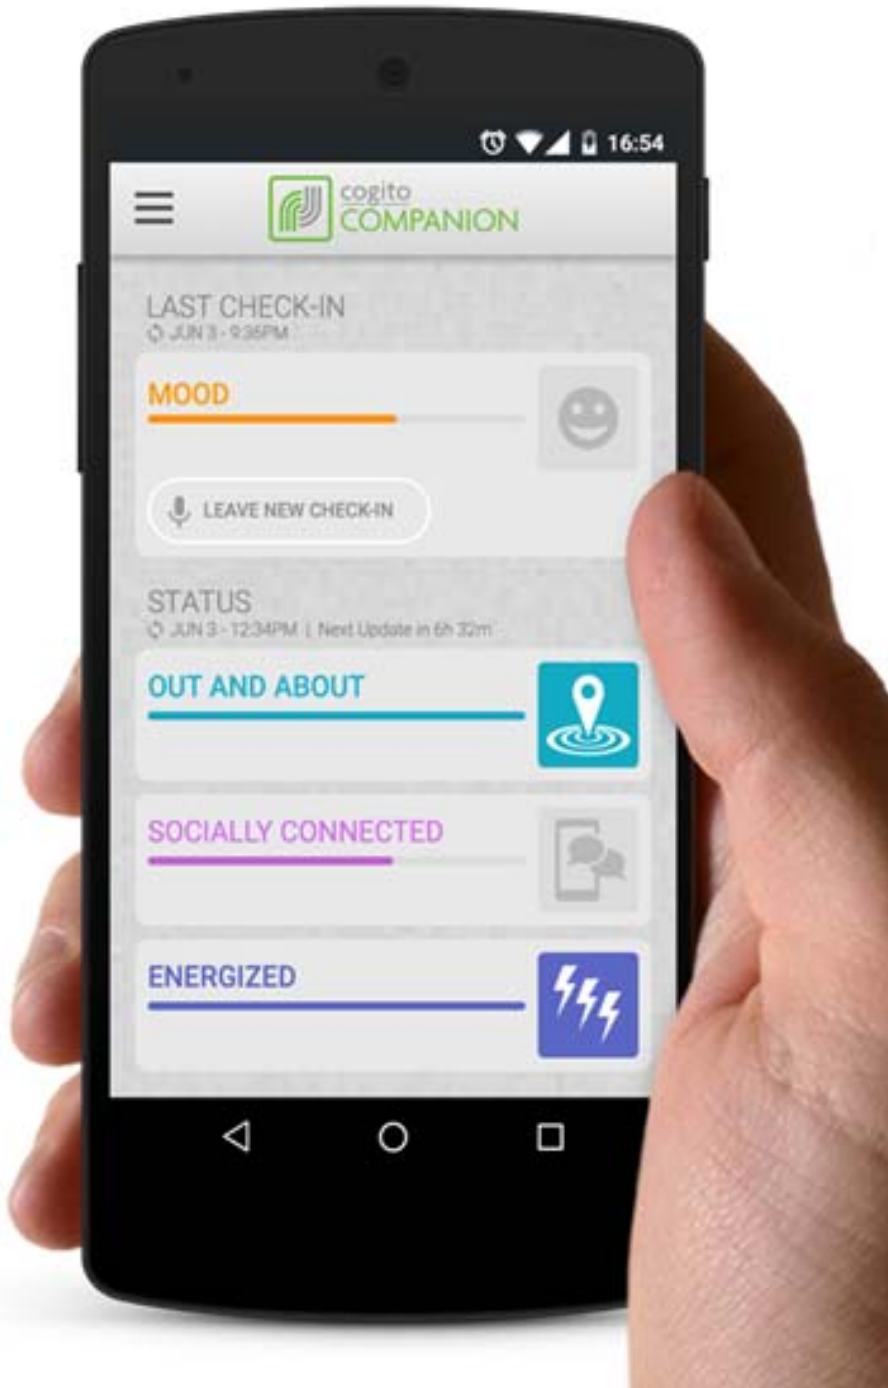 16:54
cogito
COMPANION
LAST CHECK-IN
JUN 3 - 9:36PM
MOOD
LEAVE NEW CHECK-IN
STATUS
JUN 3 - 12:34PM | Next Update in 6h 32m
OUT AND ABOUT
SOCIALLY CONNECTED
ENERGIZED